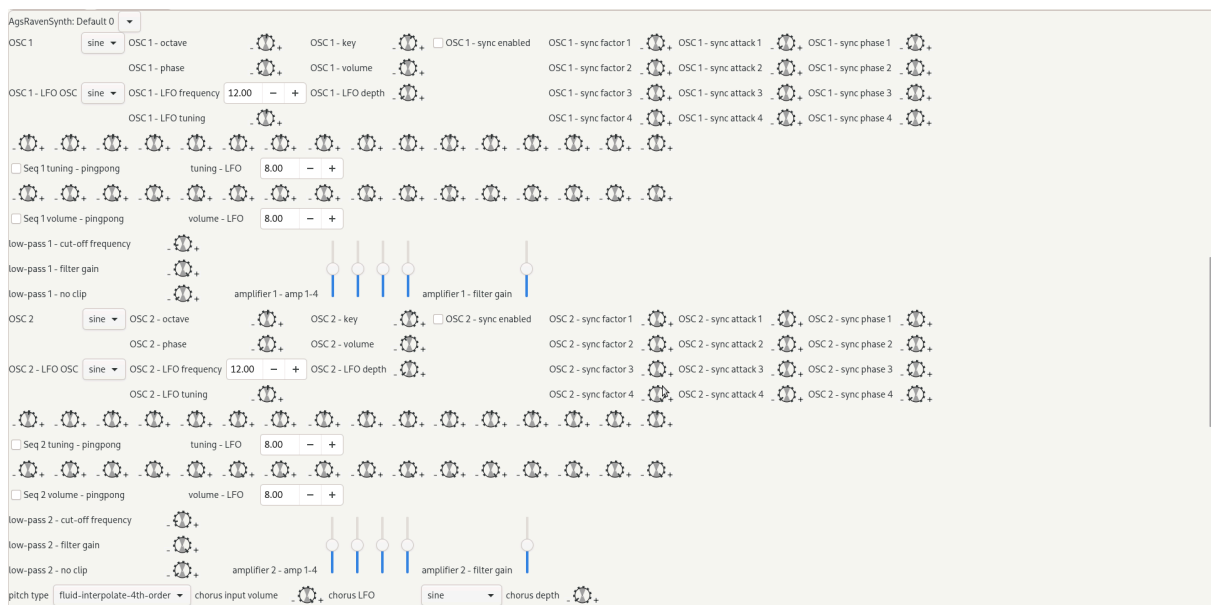 AgsRavenSynth: Default 0
OSC 1 sine OSC 1 - octave OSC 1 - key OSC 1 - sync enabled OSC 1 - sync factor 1 OSC 1 - sync attack 1 OSC 1 - sync phase 1
OSC 1 - phase OSC 1 - volume OSC 1 - sync factor 2 OSC 1 - sync attack 2 OSC 1 - sync phase 2
OSC 1 - LFO OSC sine OSC 1 - LFO frequency 12.00 − + OSC 1 - LFO depth OSC 1 - sync factor 3 OSC 1 - sync attack 3 OSC 1 - sync phase 3
OSC 1 - LFO tuning OSC 1 - sync factor 4 OSC 1 - sync attack 4 OSC 1 - sync phase 4
Seq 1 tuning - pingpong tuning - LFO 8.00 − +
Seq 1 volume - pingpong volume - LFO 8.00 − +
low-pass 1 - cut-off frequency
low-pass 1 - filter gain
low-pass 1 - no clip amplifier 1 - amp 1-4 amplifier 1 - filter gain
OSC 2 sine OSC 2 - octave OSC 2 - key OSC 2 - sync enabled OSC 2 - sync factor 1 OSC 2 - sync attack 1 OSC 2 - sync phase 1
OSC 2 - phase OSC 2 - volume OSC 2 - sync factor 2 OSC 2 - sync attack 2 OSC 2 - sync phase 2
OSC 2 - LFO OSC sine OSC 2 - LFO frequency 12.00 − + OSC 2 - LFO depth OSC 2 - sync factor 3 OSC 2 - sync attack 3 OSC 2 - sync phase 3
OSC 2 - LFO tuning OSC 2 - sync factor 4 OSC 2 - sync attack 4 OSC 2 - sync phase 4
Seq 2 tuning - pingpong tuning - LFO 8.00 − +
Seq 2 volume - pingpong volume - LFO 8.00 − +
low-pass 2 - cut-off frequency
low-pass 2 - filter gain
low-pass 2 - no clip amplifier 2 - amp 1-4 amplifier 2 - filter gain
pitch type fluid-interpolate-4th-order chorus input volume chorus LFO sine chorus depth